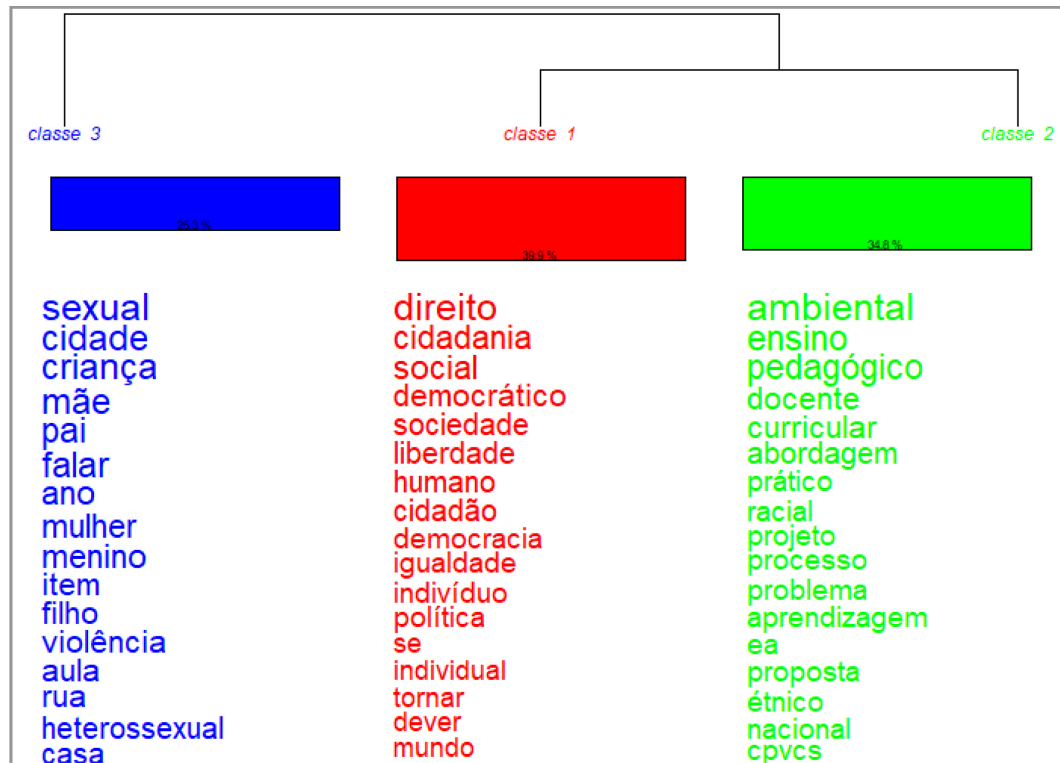 classe 3
classe 1
classe 2
25.3 %
39.9 %
34.8 %
sexual
cidade
criança
mãe
pai
falar
ano
mulher
menino
item
filho
violência
aula
rua
heterossexual
casa
direito
cidadania
social
democrático
sociedade
liberdade
humano
cidadão
democracia
igualdade
indivíduo
política
se
individual
tornar
dever
mundo
ambiental
ensino
pedagógico
docente
curricular
abordagem
prático
racial
projeto
processo
problema
aprendizagem
ea
proposta
étnico
nacional
cpvcs